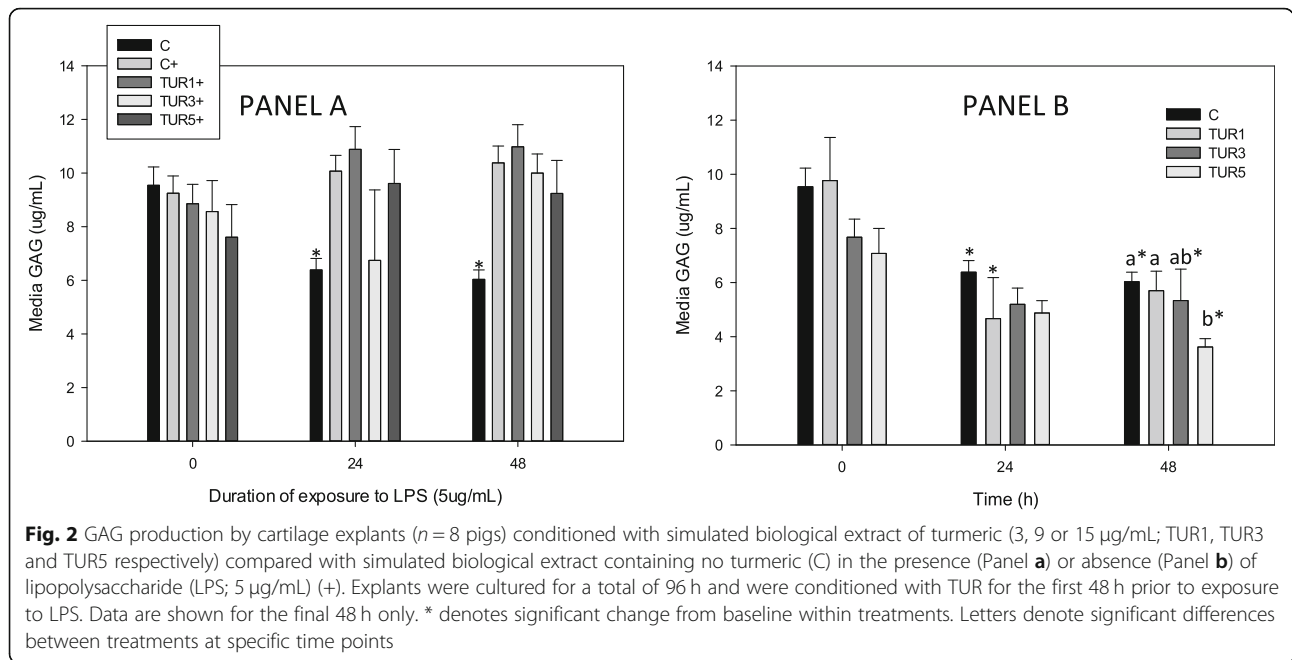 C
C+
TUR1+
TUR3+
TUR5+
PANEL A
Media GAG (ug/mL)
14
12
10
8
6
4
2
0
*
*
0 24 48
Duration of exposure to LPS (5ug/mL)
PANEL B
C
TUR1
TUR3
TUR5
Media GAG (ug/mL)
14
12
10
8
6
4
2
0
* *
a* a ab*
b*
0 24 48
Time (h)
Fig. 2 GAG production by cartilage explants (n = 8 pigs) conditioned with simulated biological extract of turmeric (3, 9 or 15 μg/mL; TUR1, TUR3
and TUR5 respectively) compared with simulated biological extract containing no turmeric (C) in the presence (Panel a) or absence (Panel b) of
lipopolysaccharide (LPS; 5 μg/mL) (+). Explants were cultured for a total of 96 h and were conditioned with TUR for the first 48 h prior to exposure
to LPS. Data are shown for the final 48 h only. * denotes significant change from baseline within treatments. Letters denote significant differences
between treatments at specific time points